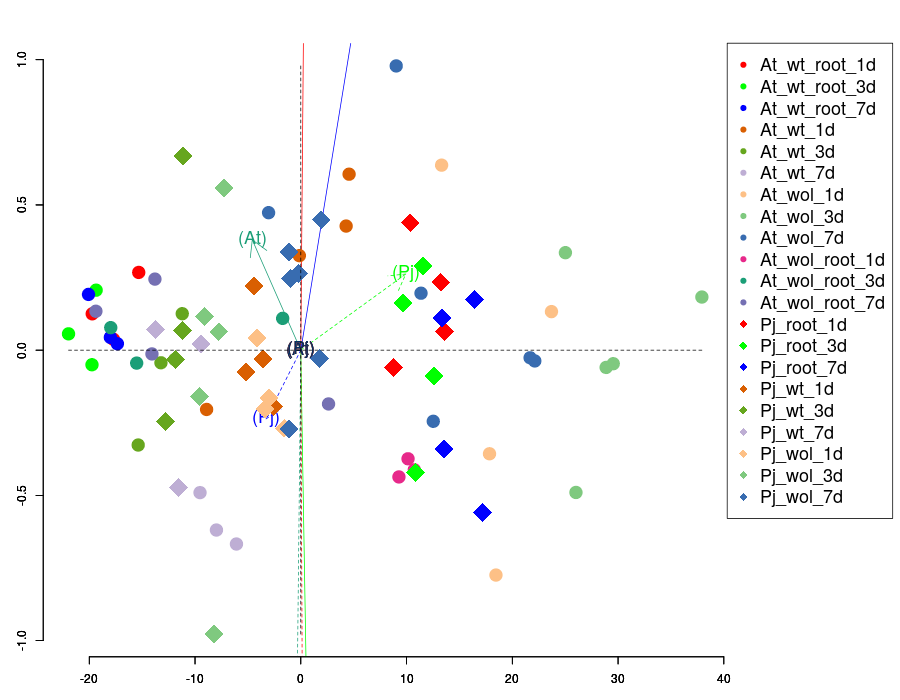 1.0
0.5
0.0
-0.5
-1.0
-20
-10
0
10
20
30
40
(At)
(Pj)
(Pj)
At_wt_root_1d
At_wt_root_3d
At_wt_root_7d
At_wt_1d
At_wt_3d
At_wt_7d
At_wol_1d
At_wol_3d
At_wol_7d
At_wol_root_1d
At_wol_root_3d
At_wol_root_7d
Pj_root_1d
Pj_root_3d
Pj_root_7d
Pj_wt_1d
Pj_wt_3d
Pj_wt_7d
Pj_wol_1d
Pj_wol_3d
Pj_wol_7d